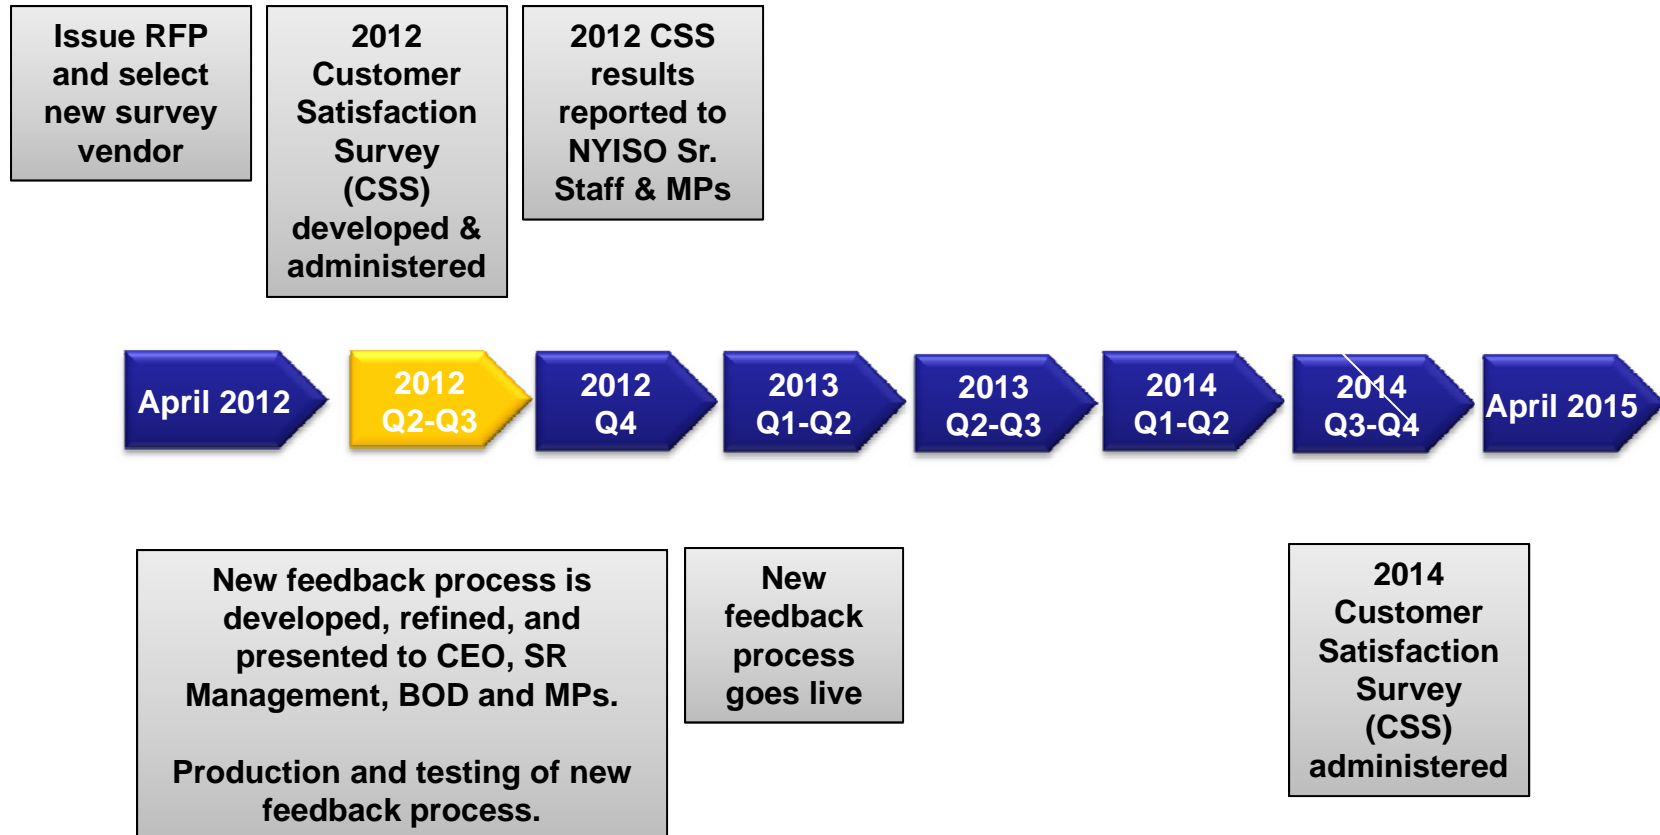 Issue RFP
and select
new survey
vendor
2012
Customer
Satisfaction
Survey
(CSS)
developed &
administered
2012 CSS
results
reported to
NYISO Sr.
Staff & MPs
April 2012
2012
Q2-Q3
2012
Q4
2013
Q1-Q2
2013
Q2-Q3
2014
Q1-Q2
2014
Q3-Q4
April 2015
New feedback process is
developed, refined, and
presented to CEO, SR
Management, BOD and MPs.
Production and testing of new
feedback process.
New
feedback
process
goes live
2014
Customer
Satisfaction
Survey
(CSS)
administered